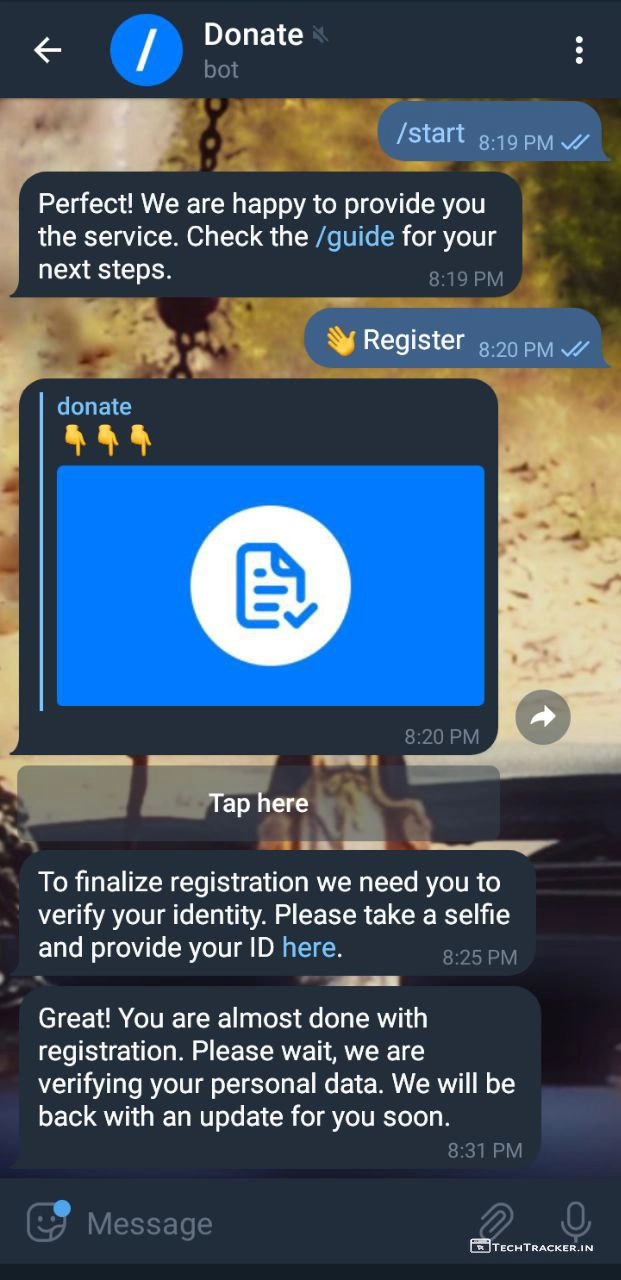 Donate
bot
/start 8:19 PM
Perfect! We are happy to provide you
the service. Check the /guide for your
next steps.
8:19 PM
👋 Register 8:20 PM
donate
👇👇👇
8:20 PM
Tap here
To finalize registration we need you to
verify your identity. Please take a selfie
and provide your ID here.
8:25 PM
Great! You are almost done with
registration. Please wait, we are
verifying your personal data. We will be
back with an update for you soon.
8:31 PM
Message
TECHTRACKER.IN